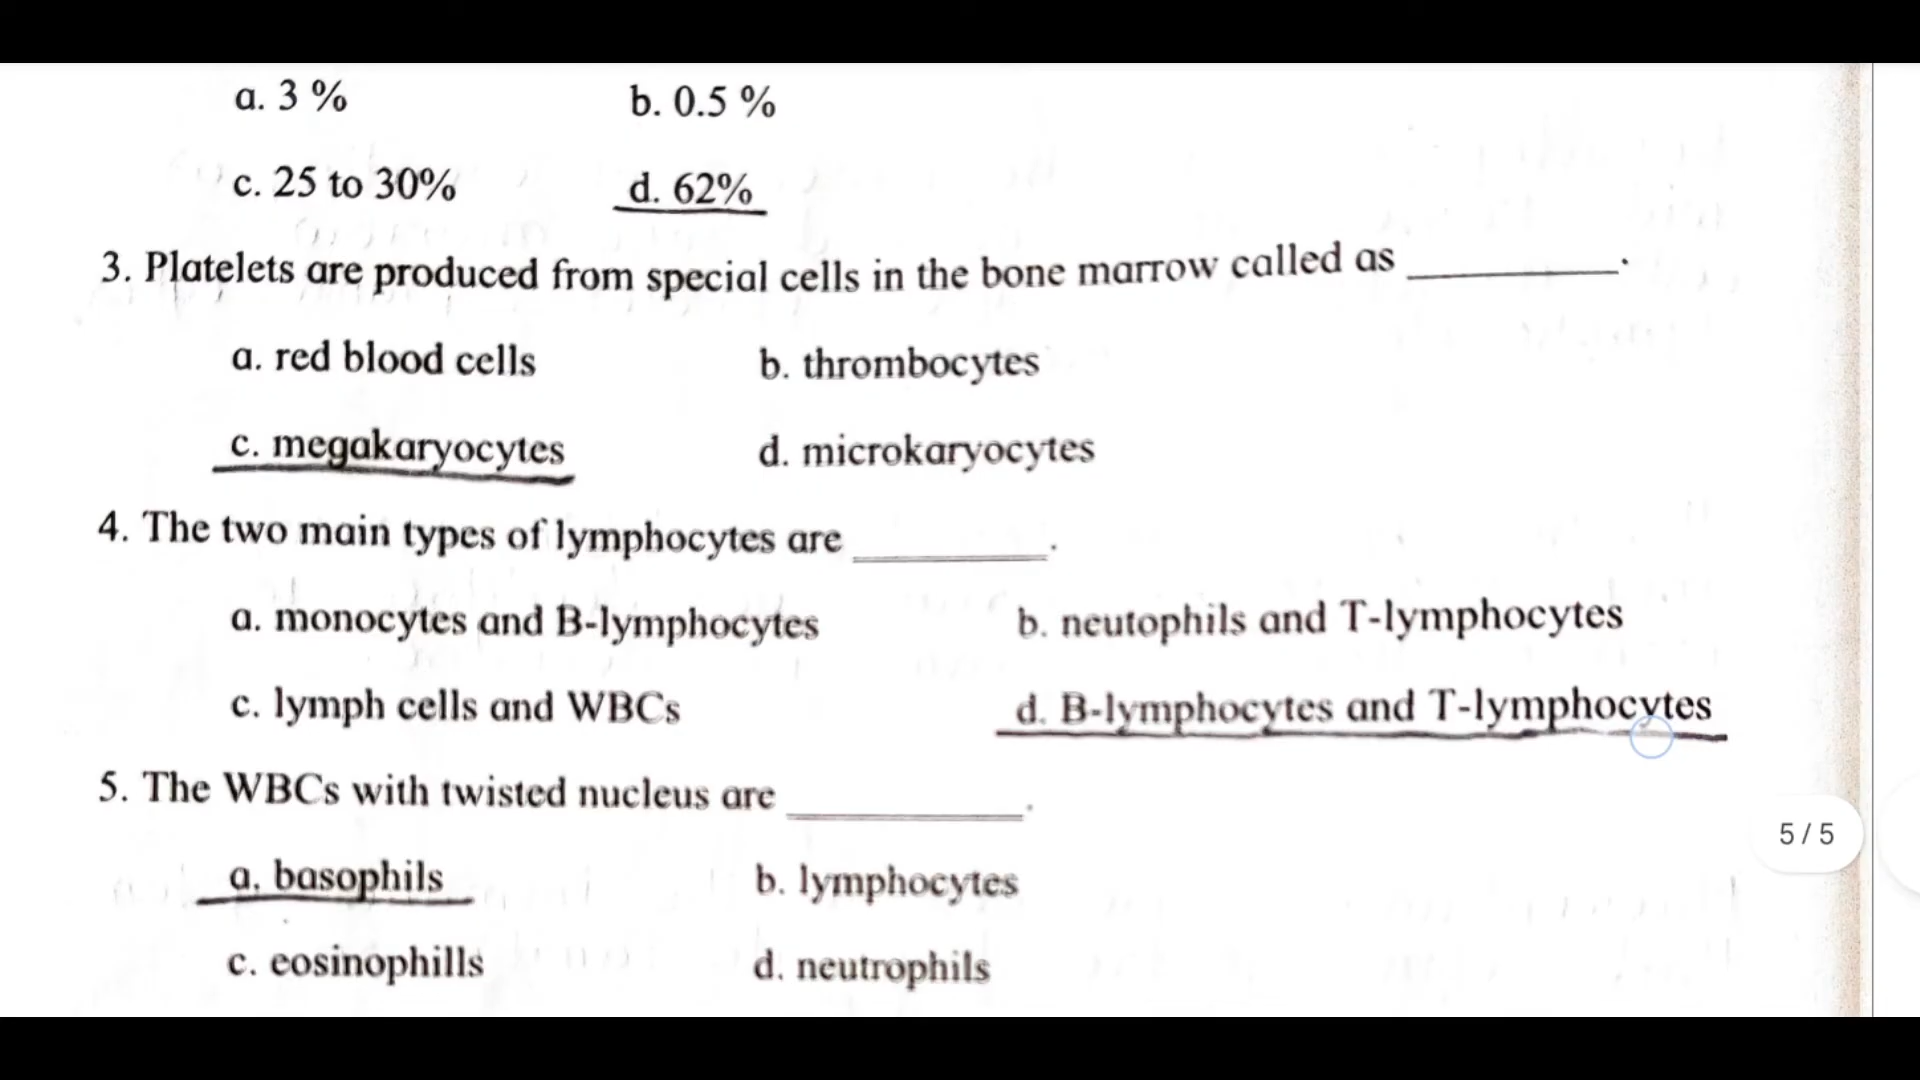 a. 3 % b. 0.5 %
c. 25 to 30% d. 62%
3. Platelets are produced from special cells in the bone marrow called as __________.
a. red blood cells b. thrombocytes
c. megakaryocytes d. microkaryocytes
4. The two main types of lymphocytes are __________.
a. monocytes and B-lymphocytes b. neutophils and T-lymphocytes
c. lymph cells and WBCs d. B-lymphocytes and T-lymphocytes
5. The WBCs with twisted nucleus are __________.
5 / 5
a. basophils b. lymphocytes
c. eosinophills d. neutrophils